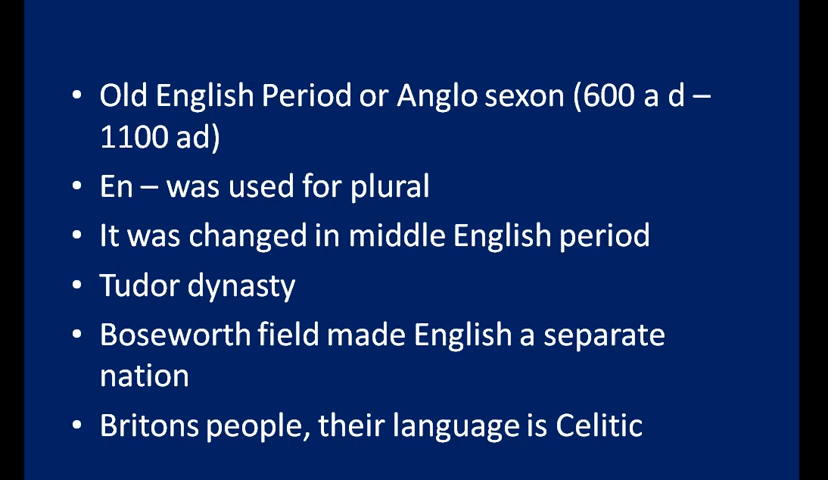 • Old English Period or Anglo sexon (600 a d –
1100 ad)
• En – was used for plural
• It was changed in middle English period
• Tudor dynasty
• Boseworth field made English a separate
nation
• Britons people, their language is Celitic